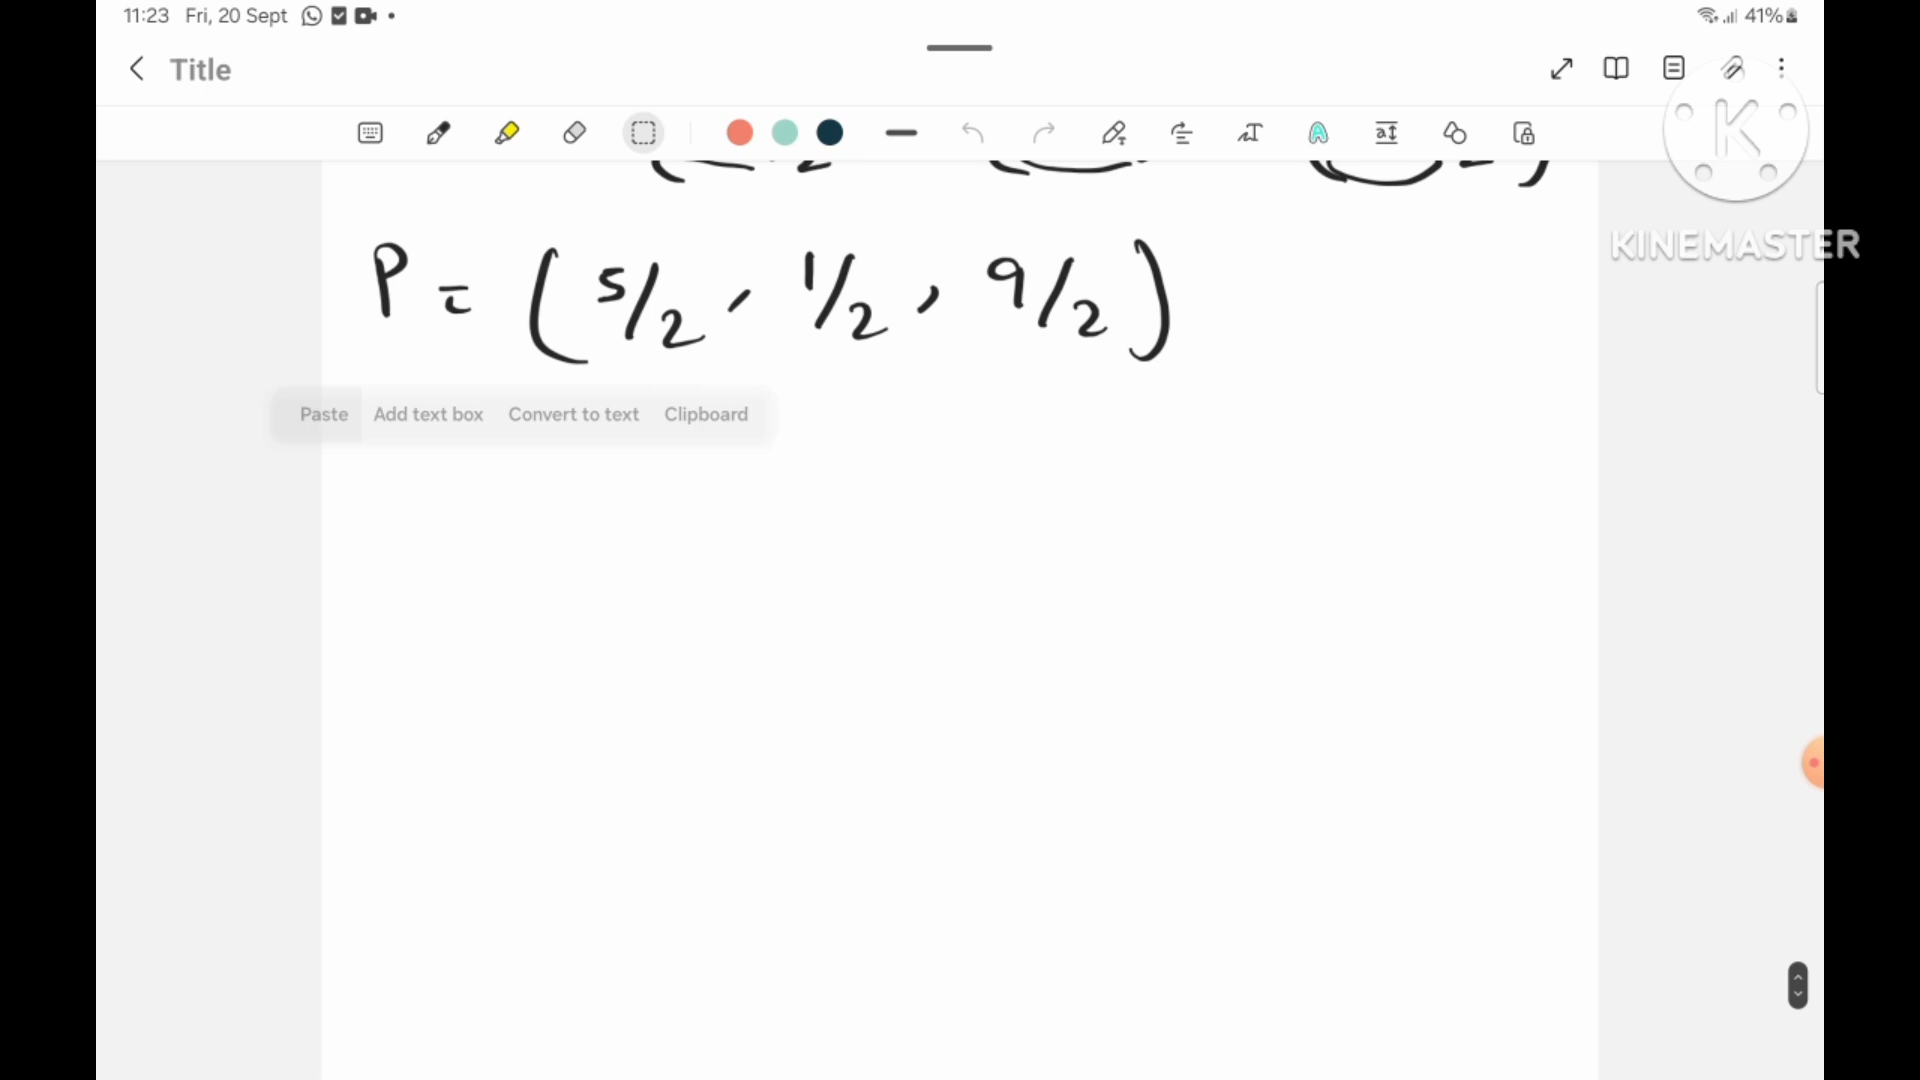 11:23 Fri, 20 Sept 41%
Title
KINEMASTER
P = ( 5/2 , 1/2 , 9/2 )
Paste Add text box Convert to text Clipboard